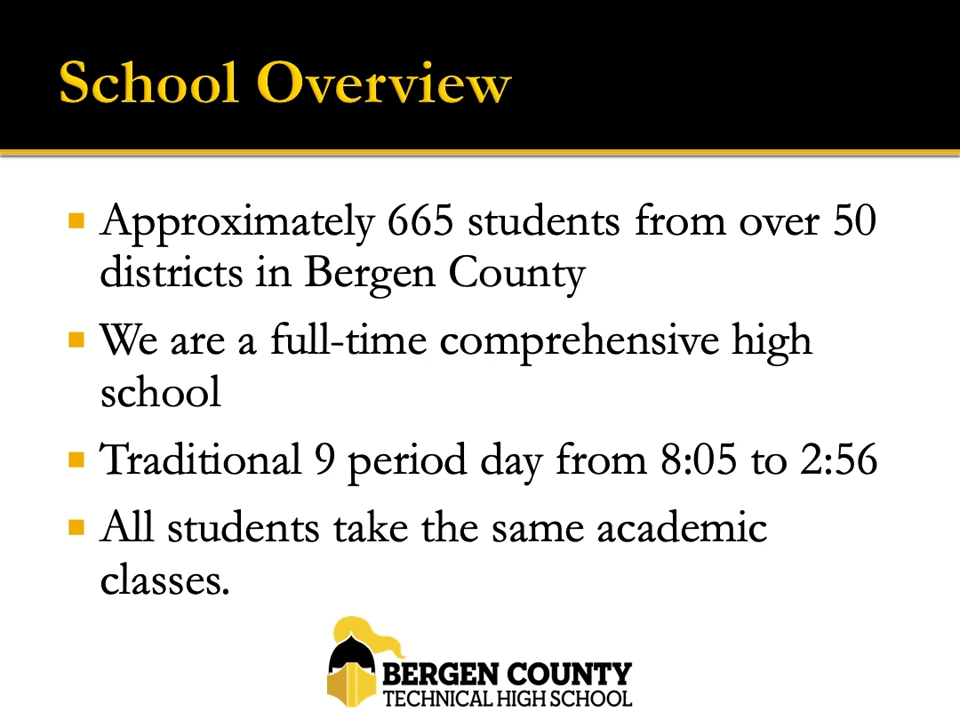 School Overview
Approximately 665 students from over 50
districts in Bergen County
We are a full-time comprehensive high
school
Traditional 9 period day from 8:05 to 2:56
All students take the same academic
classes.
BERGEN COUNTY
TECHNICAL HIGH SCHOOL